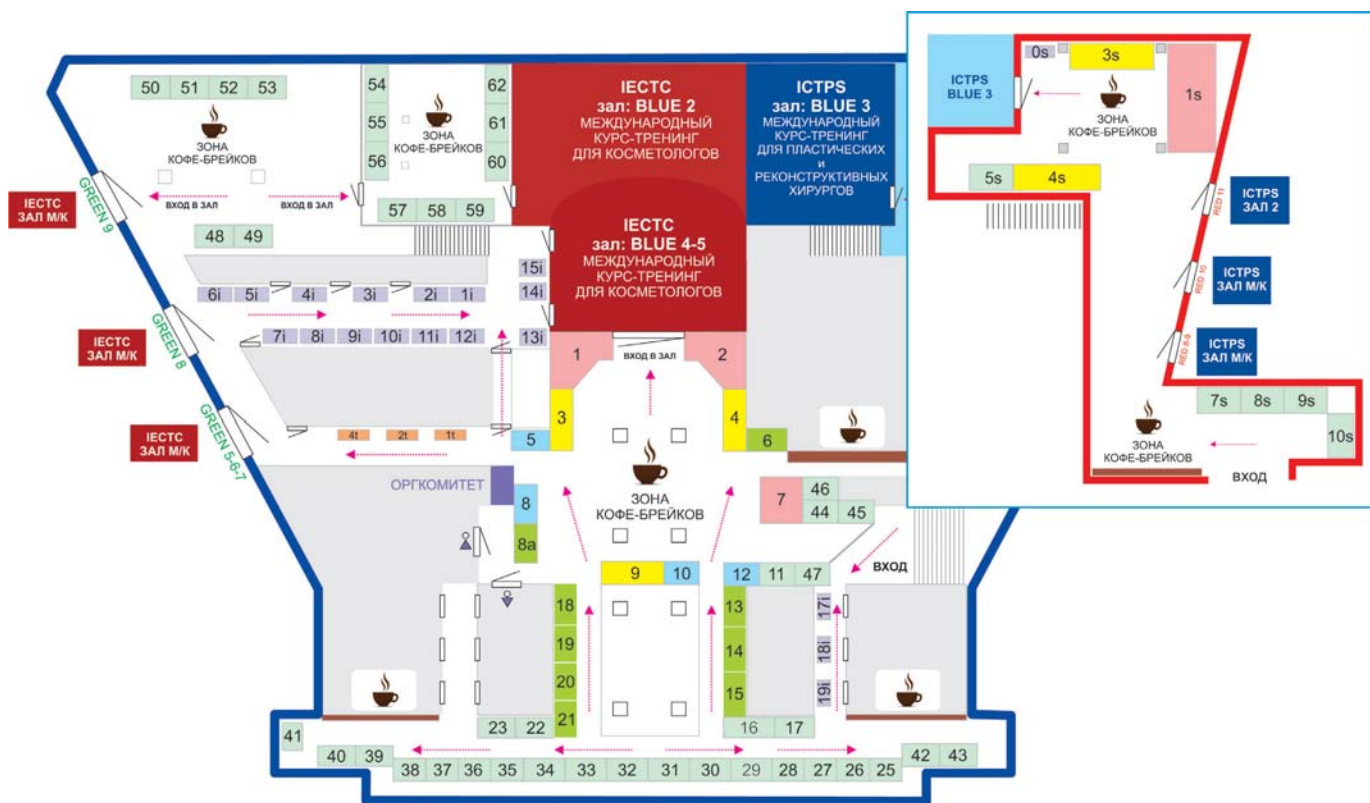 50 51 52 53
ЗОНА
КОФЕ-БРЕЙКОВ
ВХОД В ЗАЛ
ВХОД В ЗАЛ
54
55
56
62
61
60
ЗОНА
КОФЕ-БРЕЙКОВ
57 58 59
IECTC
зал: BLUE 2
МЕЖДУНАРОДНЫЙ
КУРС-ТРЕНИНГ
ДЛЯ КОСМЕТОЛОГОВ
ICTPS
зал: BLUE 3
МЕЖДУНАРОДНЫЙ
КУРС-ТРЕНИНГ
ДЛЯ ПЛАСТИЧЕСКИХ
и
РЕКОНСТРУКТИВНЫХ
ХИРУРГОВ
IECTC
зал: BLUE 4-5
МЕЖДУНАРОДНЫЙ
КУРС-ТРЕНИНГ
ДЛЯ КОСМЕТОЛОГОВ
ICTPS
BLUE 3
0s
3s
1s
ЗОНА
КОФЕ-БРЕЙКОВ
5s 4s
RED 11
ICTPS
ЗАЛ 2
RED 10
ICTPS
ЗАЛ М/К
RED 8-9
ICTPS
ЗАЛ М/К
7s 8s 9s
10s
ЗОНА
КОФЕ-БРЕЙКОВ
ВХОД
IECTC
ЗАЛ М/К
GREEN 9
48 49
6i 5i 4i 3i 2i 1i
15i
14i
13i
7i 8i 9i 10i 11i 12i
IECTC
ЗАЛ М/К
GREEN 8
1
ВХОД В ЗАЛ
2
3
4
IECTC
ЗАЛ М/К
GREEN 5-6-7
4t 2t 1t
5
6
ОРГКОМИТЕТ
8
8a
ЗОНА
КОФЕ-БРЕЙКОВ
7
46
44 45
ВХОД
9 10
12 11 47
18
19
20
21
13
14
15
17i
18i
19i
23 22
16 17
41
40 39
38 37 36 35 34 33 32 31 30 29 28 27 26 25
42 43